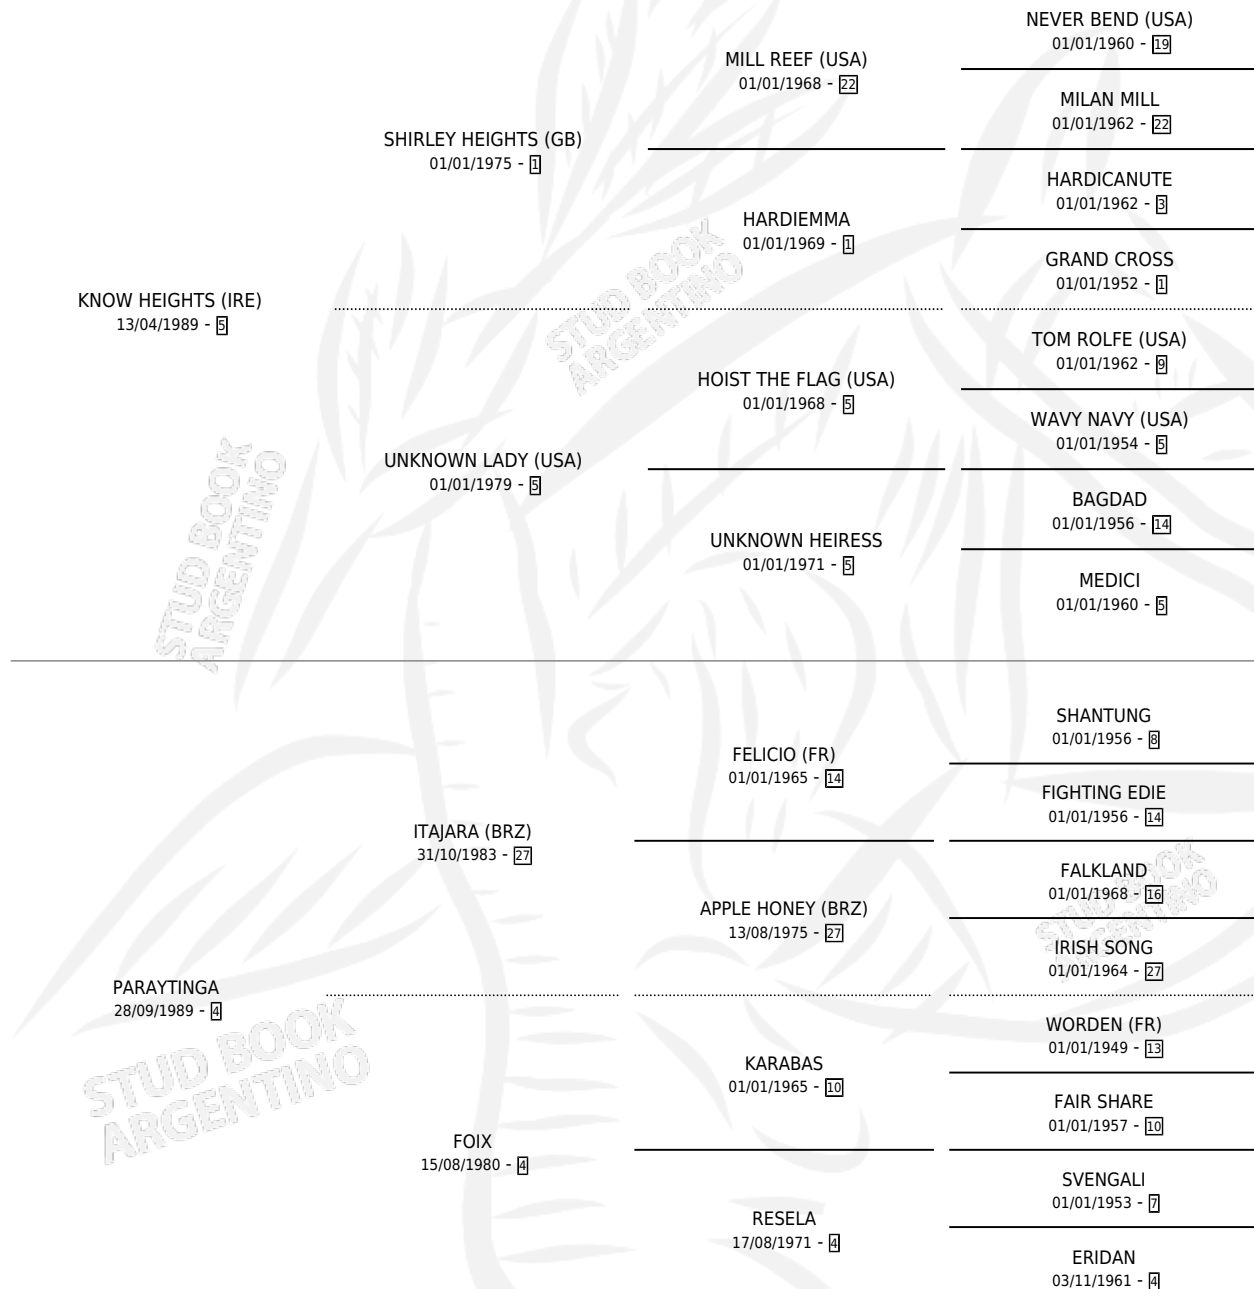 NEVER BEND (USA)
01/01/1960 - 19
MILL REEF (USA)
01/01/1968 - 22
MILAN MILL
01/01/1962 - 22
SHIRLEY HEIGHTS (GB)
01/01/1975 - 1
HARDICANUTE
01/01/1962 - 3
HARDIEMMA
01/01/1969 - 1
GRAND CROSS
01/01/1952 - 1
KNOW HEIGHTS (IRE)
13/04/1989 - 5
TOM ROLFE (USA)
01/01/1962 - 9
HOIST THE FLAG (USA)
01/01/1968 - 5
WAVY NAVY (USA)
01/01/1954 - 5
UNKNOWN LADY (USA)
01/01/1979 - 5
BAGDAD
01/01/1956 - 14
UNKNOWN HEIRESS
01/01/1971 - 5
MEDICI
01/01/1960 - 5
SHANTUNG
01/01/1956 - 8
FELICIO (FR)
01/01/1965 - 14
FIGHTING EDIE
01/01/1956 - 14
ITAJARA (BRZ)
31/10/1983 - 27
FALKLAND
01/01/1968 - 16
APPLE HONEY (BRZ)
13/08/1975 - 27
IRISH SONG
01/01/1964 - 27
PARAYTINGA
28/09/1989 - 4
WORDEN (FR)
01/01/1949 - 13
KARABAS
01/01/1965 - 10
FAIR SHARE
01/01/1957 - 10
FOIX
15/08/1980 - 4
SVENGALI
01/01/1953 - 7
RESELA
17/08/1971 - 4
ERIDAN
03/11/1961 - 4
STUD BOOK
ARGENTINO
STUD BOOK
ARGENTINO
STUD BOOK
ARGENTINO
STUD BOOK
ARGENTINO